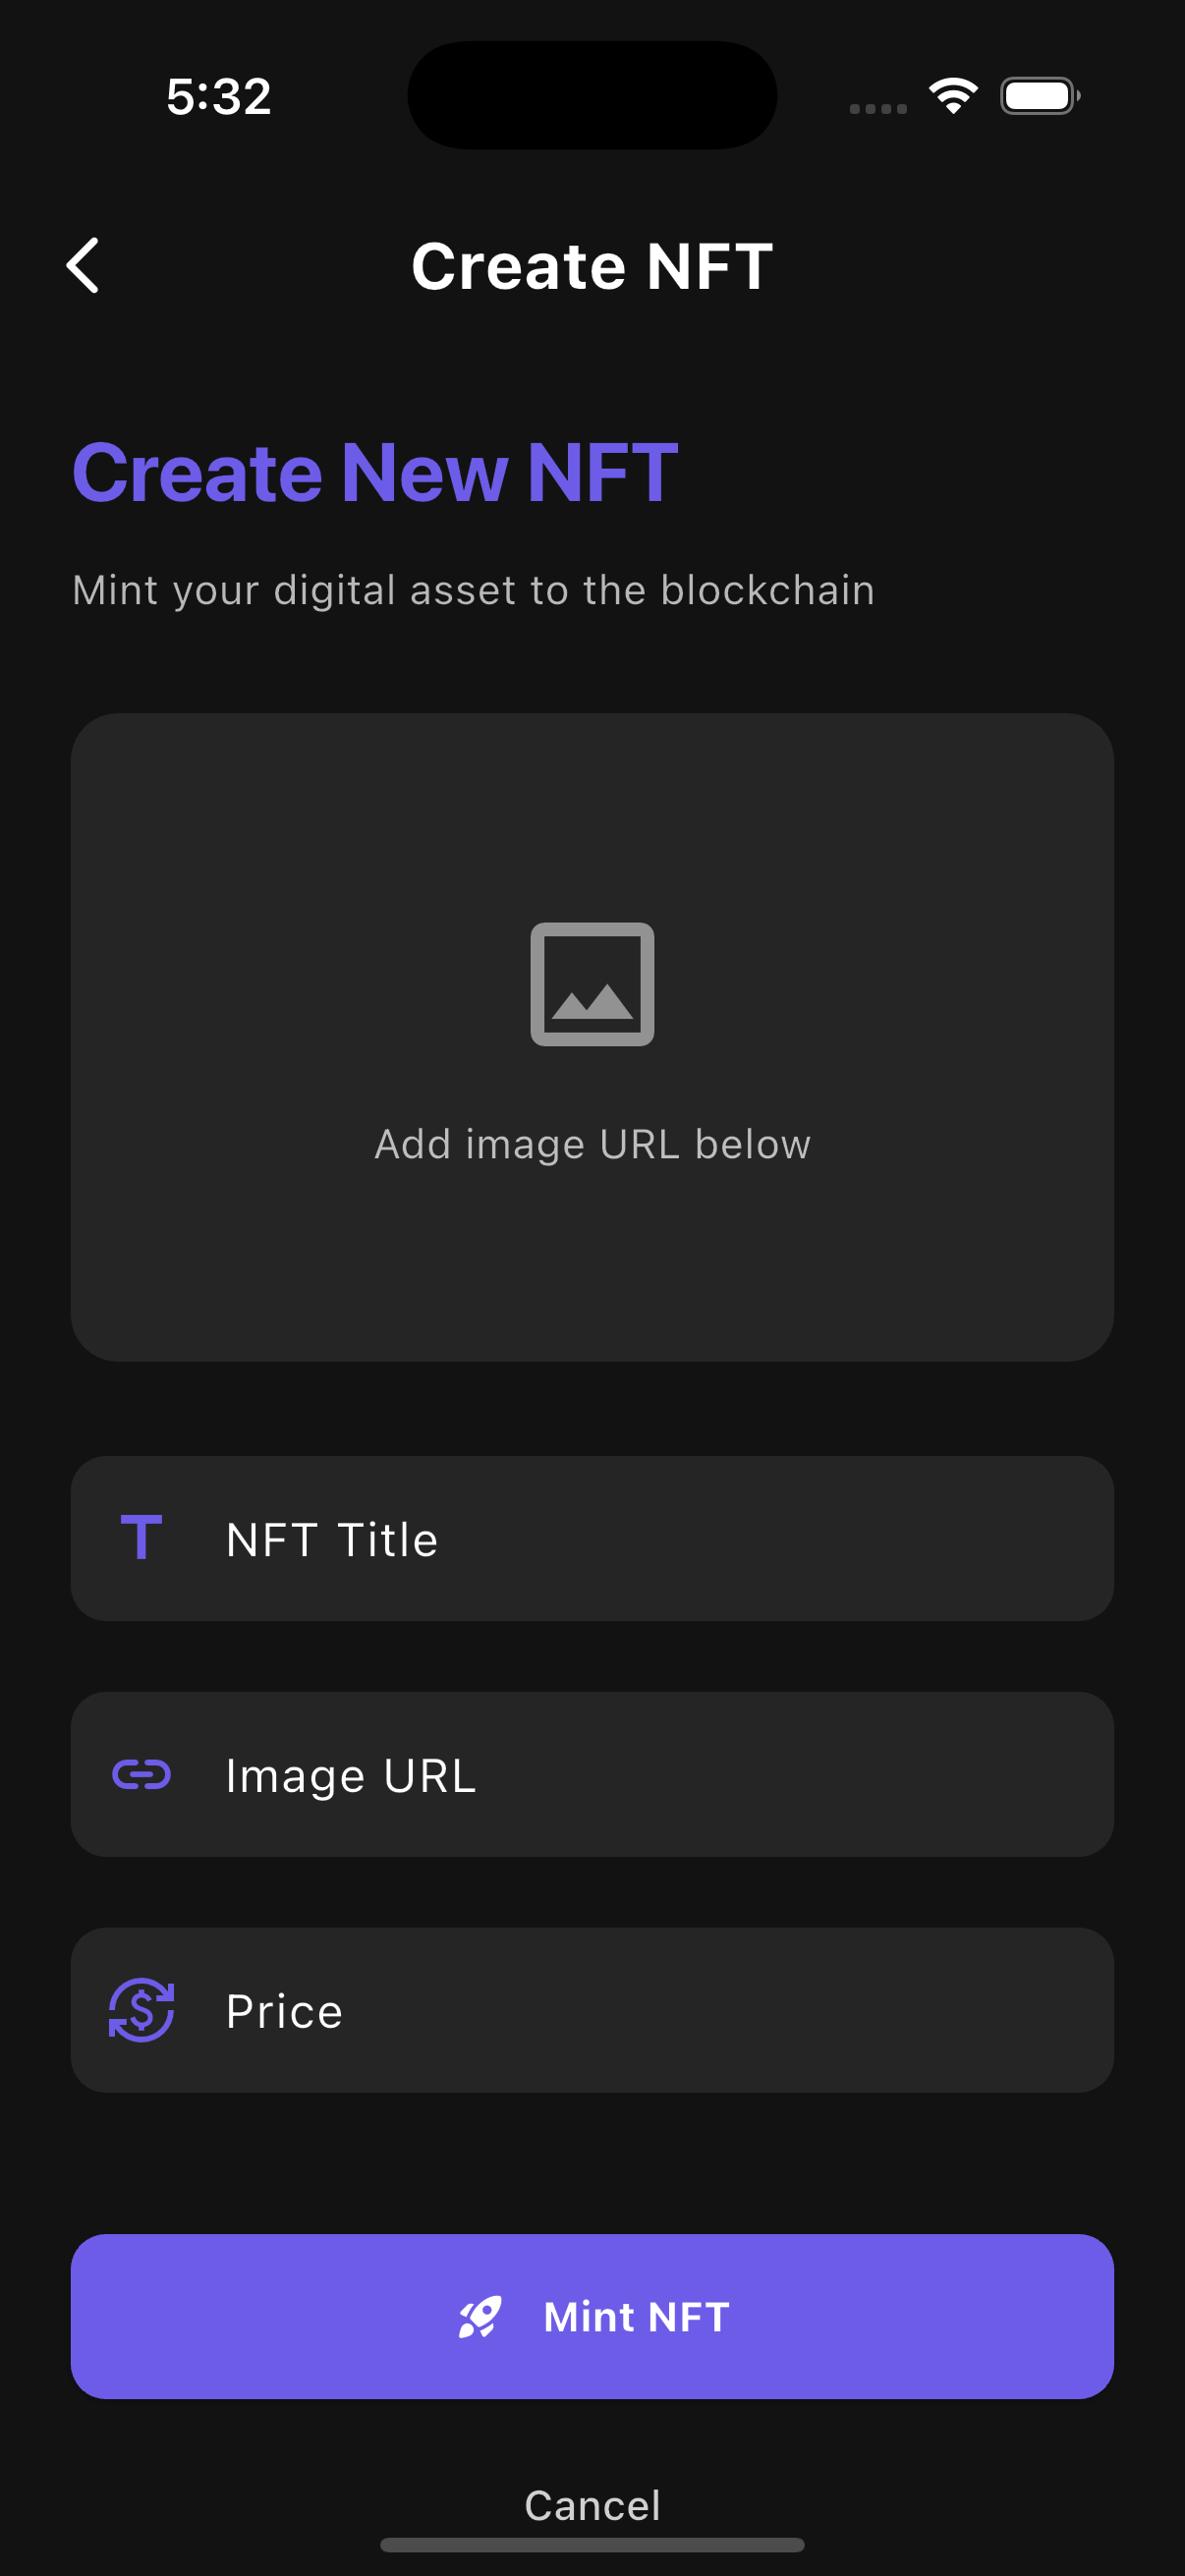 5:32
Create NFT
Create New NFT
Mint your digital asset to the blockchain
Add image URL below
NFT Title
Image URL
Price
Mint NFT
Cancel